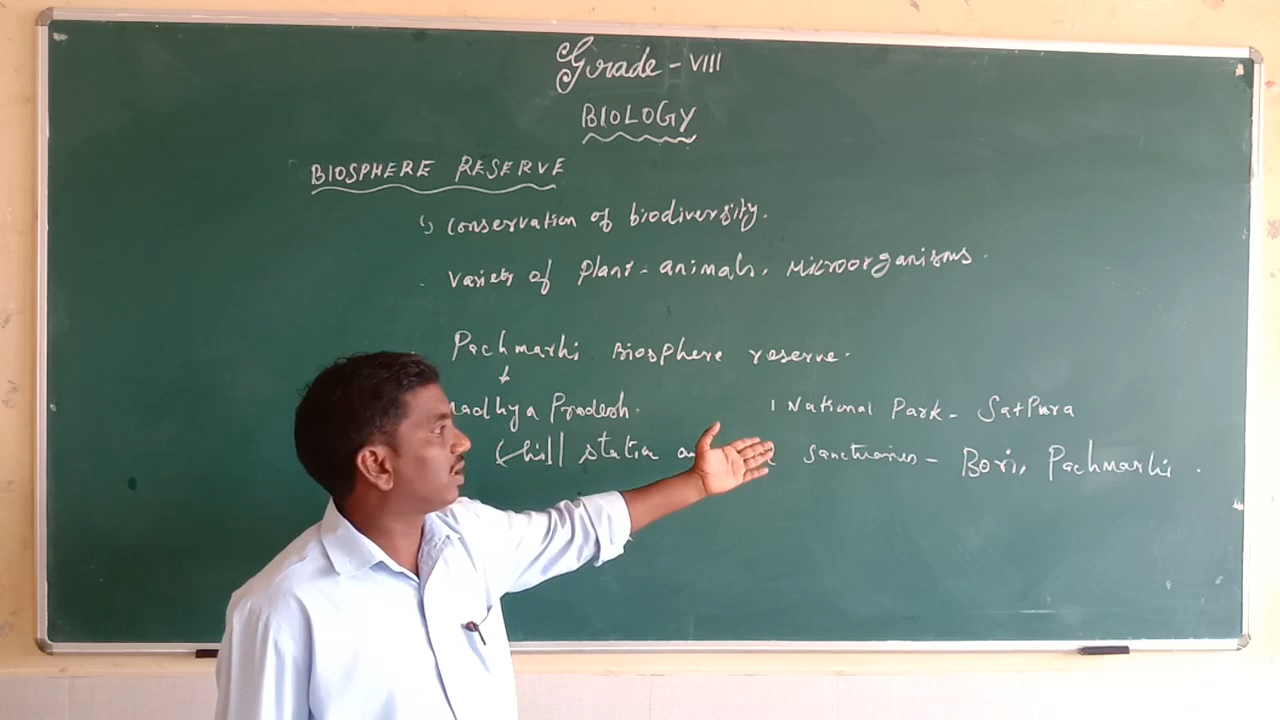 Grade - VIII
BIOLOGY
BIOSPHERE RESERVE
1) Conservation of biodiversity.
Variety of plant - animals, Microorganisms.
Pachmarhi Biosphere reserve.
↓
Madhya Pradesh.
1 National Park - Satpura
(hill station
sanctuaries - Bori, Pachmarhi.